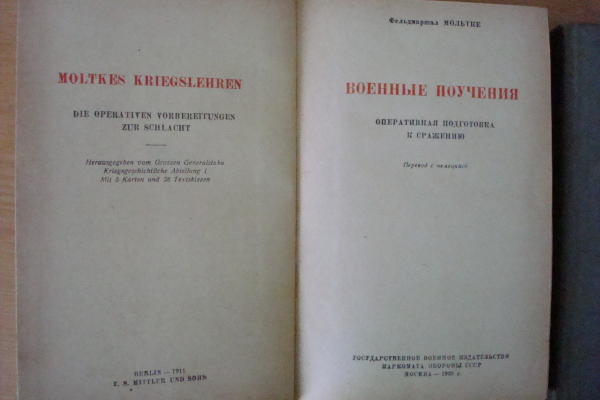 MOLTKES KRIEGSLEHREN
DIE OPERATIVEN VORBEREITUNGEN
ZUR SCHLACHT
Herausgegeben vom Grossen Generalstabe
Kriegsgeschichtliche Abteilung I
Mit 5 Karten und 28 Textskizzen
BERLIN — 1911
E. S. MITTLER UND SOHN
Фельдмаршал МОЛЬТКЕ
ВОЕННЫЕ ПОУЧЕНИЯ
ОПЕРАТИВНАЯ ПОДГОТОВКА
К СРАЖЕНИЮ
Перевод с немецкого
ГОСУДАРСТВЕННОЕ ВОЕННОЕ ИЗДАТЕЛЬСТВО
НАРКОМАТА ОБОРОНЫ СССР
МОСКВА — г.